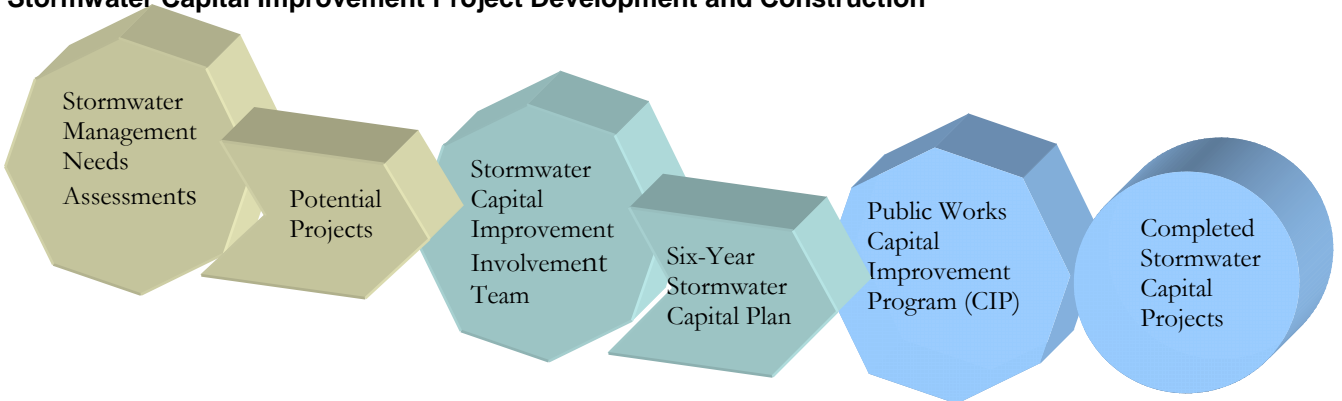 Stormwater Capital Improvement Project Development and Construction
Stormwater
Management
Needs
Assessments
Potential
Projects
Stormwater
Capital
Improvement
Involvement
Team
Six-Year
Stormwater
Capital Plan
Public Works
Capital
Improvement
Program (CIP)
Completed
Stormwater
Capital
Projects